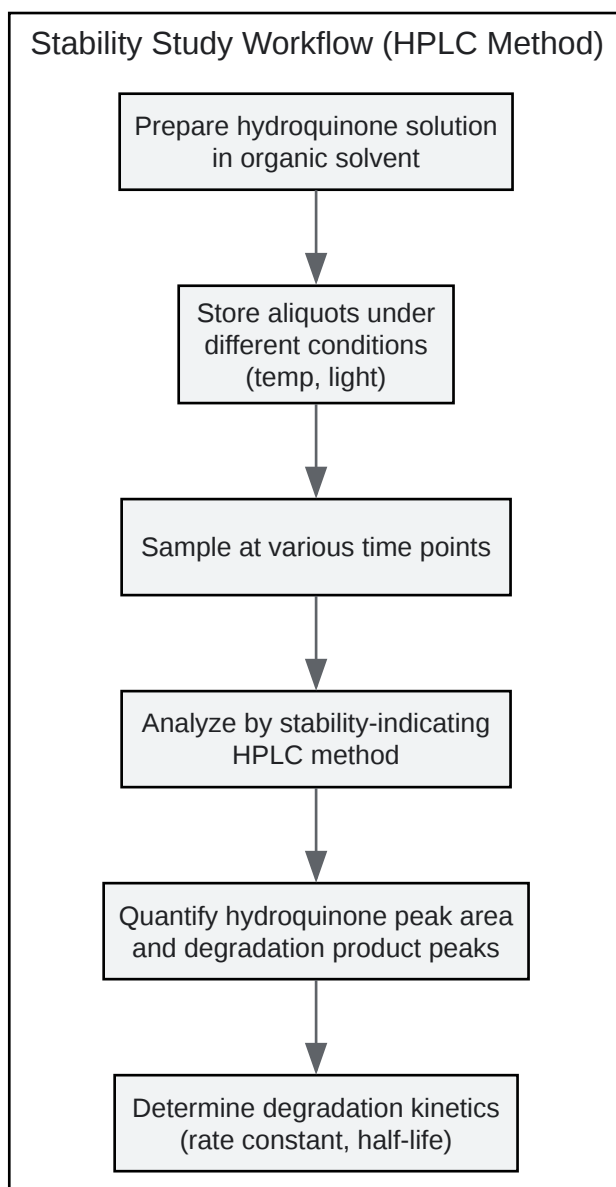 Stability Study Workflow (HPLC Method)
Prepare hydroquinone solution
in organic solvent
Store aliquots under
different conditions
(temp, light)
Sample at various time points
Analyze by stability-indicating
HPLC method
Quantify hydroquinone peak area
and degradation product peaks
Determine degradation kinetics
(rate constant, half-life)